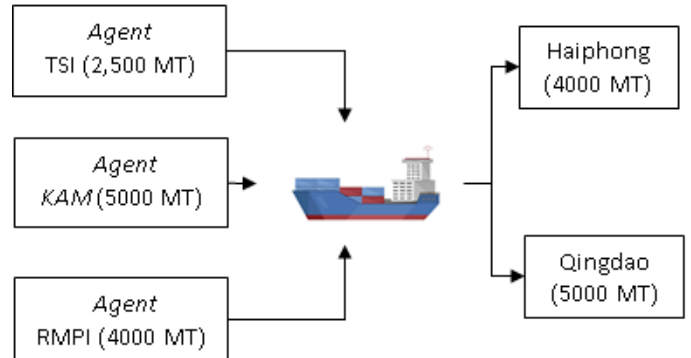 Agent
TSI (2,500 MT)
Agent
KAM (5000 MT)
Agent
RMPI (4000 MT)
Haiphong
(4000 MT)
Qingdao
(5000 MT)